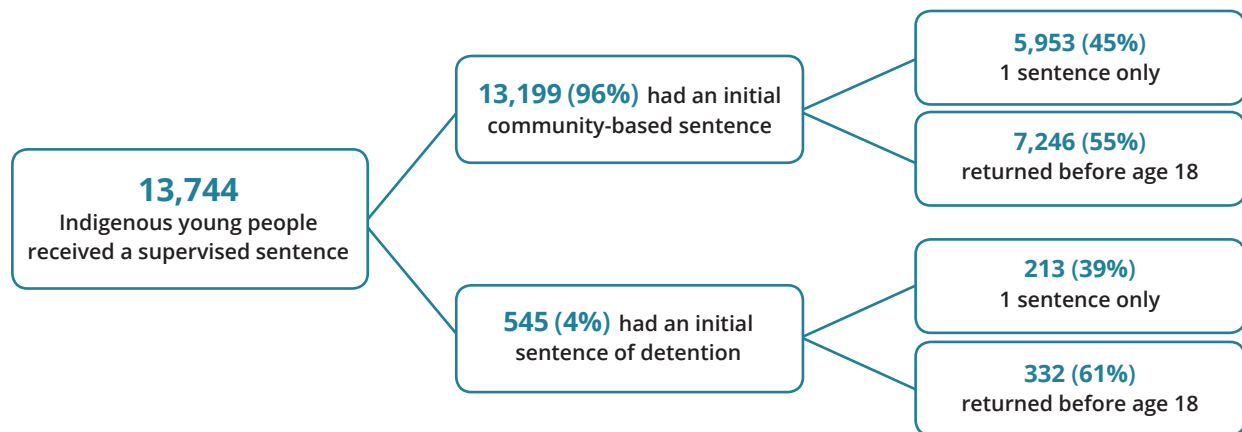 13,744
Indigenous young people
received a supervised sentence
13,199 (96%) had an initial
community-based sentence
5,953 (45%)
1 sentence only
7,246 (55%)
returned before age 18
545 (4%) had an initial
sentence of detention
213 (39%)
1 sentence only
332 (61%)
returned before age 18